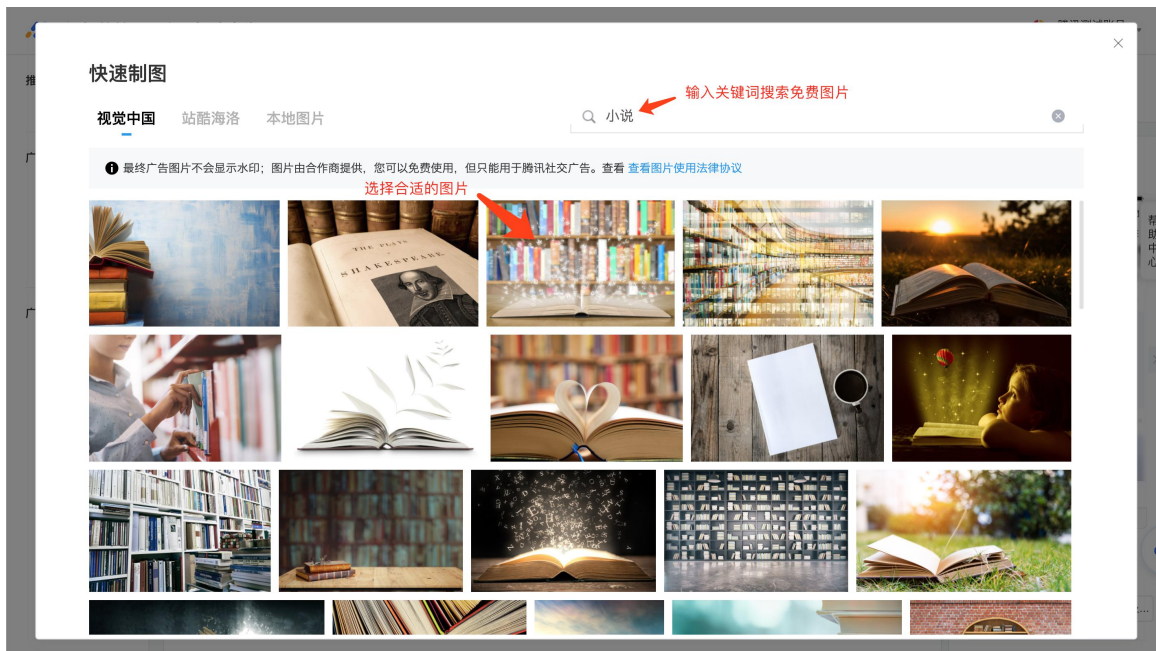 快速制图
输入关键词搜索免费图片
视觉中国 站酷海洛 本地图片
小说
最终广告图片不会显示水印；图片由合作商提供，您可以免费使用，但只能用于腾讯社交广告。查看 查看图片使用法律协议
选择合适的图片
THE PLAYS
SHAKESPEARE
帮
助
中
心